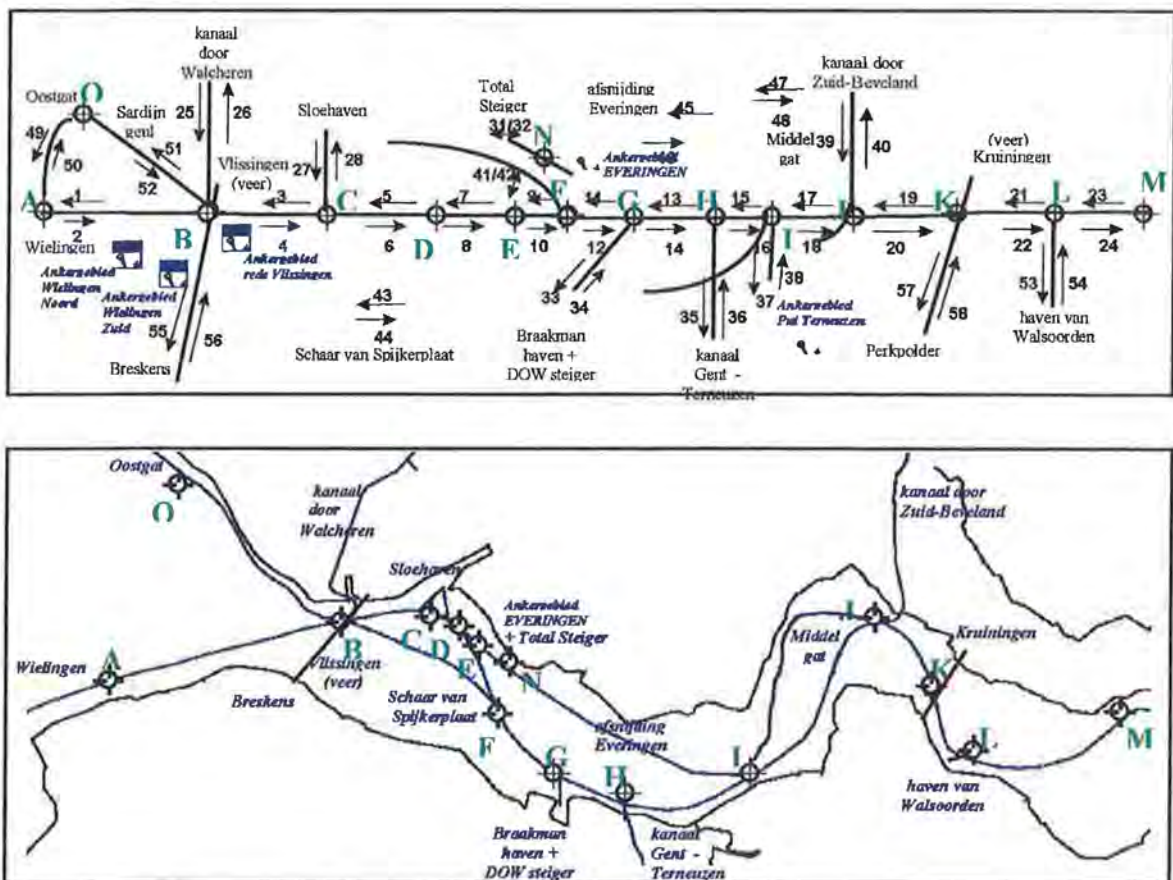 kanaal
door
Walcheren
Oostgat
O
Sardijn
geul
25
26
Sloehaven
Total
Steiger
31/32
N
afsnijding
Everingen
45
47
46
Middel
gat
kanaal door
Zuid-Beveland
39
40
(veer)
Kruiningen
49
50
51
52
Vlissingen
(veer)
27
28
41/42
Ankergebied
EVERINGEN
A
1
2
B
3
4
C
5
6
D
7
8
E
9
10
F
11
12
G
13
14
H
15
16
I
17
18
J
19
20
K
21
22
L
23
24
M
Wielingen
Ankergebied
Wielingen
Noord
Ankergebied
Wielingen
Zuid
Ankergebied
rede Vlissingen
55
56
Breskens
43
44
Schaar van Spijkerplaat
33
34
Braakman
haven +
DOW steiger
35
36
kanaal
Gent -
Terneuzen
37
38
Ankergebied
Put Terneuzen
57
58
Perkpolder
53
54
haven van
Walsoorden
Oostgat
O
kanaal
door
Walcheren
Sloehaven
kanaal door
Zuid-Beveland
Ankergebied
EVERINGEN
+ Total Steiger
Wielingen
A
B
C
D
E
N
Vlissingen
(veer)
Breskens
Schaar van
Spijkerplaat
F
G
H
I
afsnijding
Everingen
Middel
gat
J
Kruiningen
K
L
M
haven van
Walsoorden
Braakman
haven +
DOW steiger
kanaal
Gent -
Terneuzen